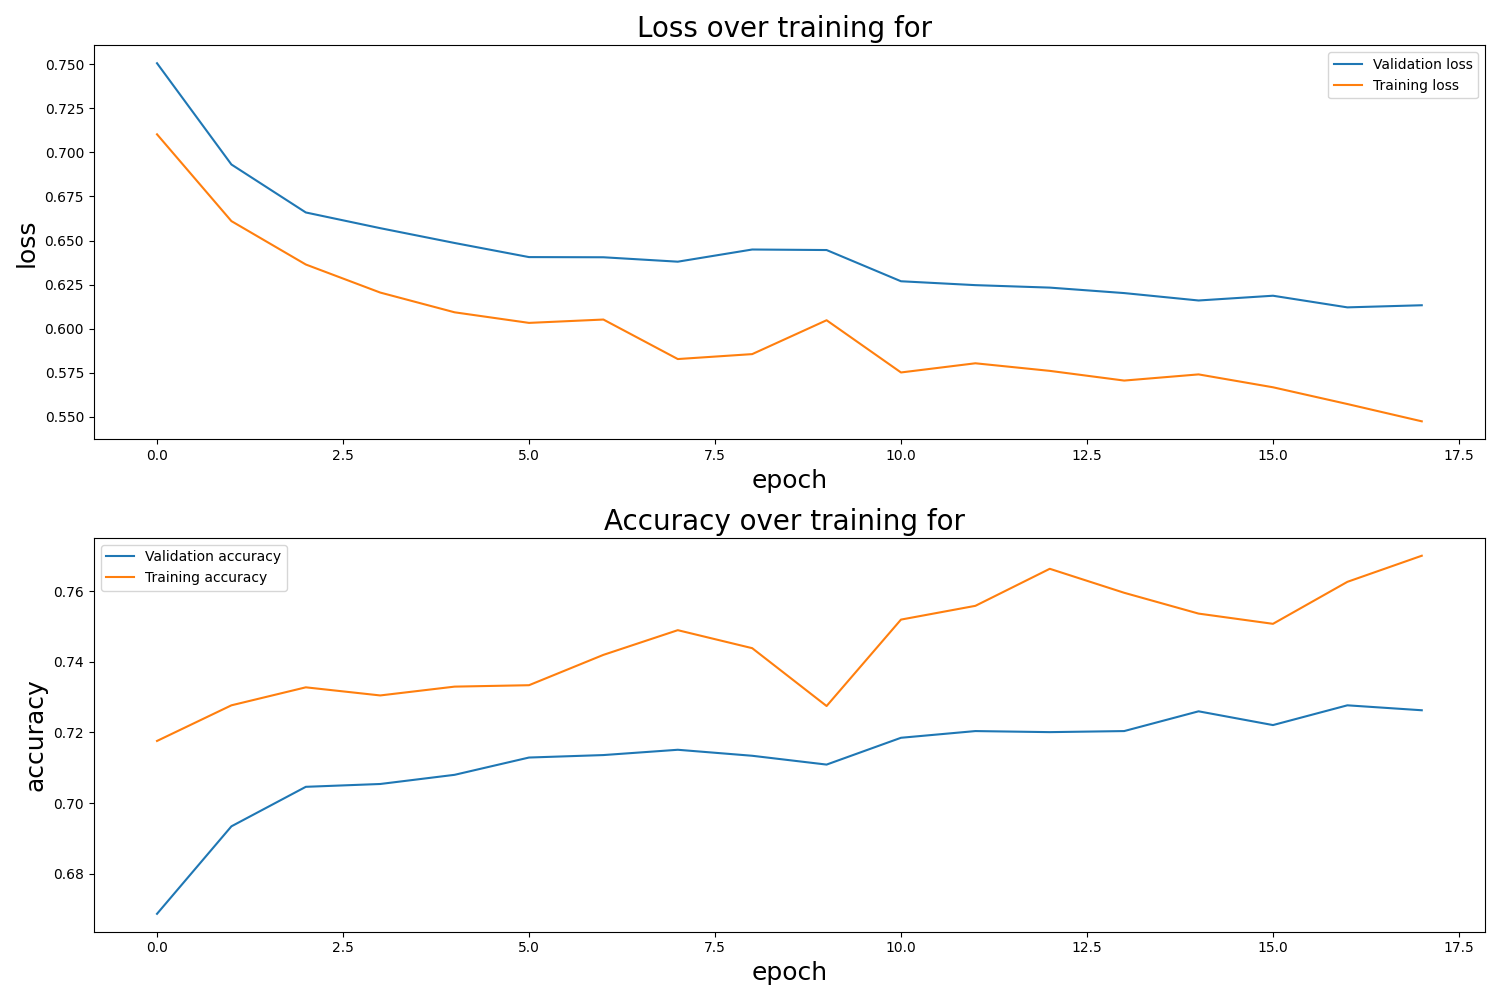 Loss over training for
Validation loss
Training loss
0.750
0.725
0.700
0.675
0.650
0.625
0.600
0.575
0.550
loss
0.0 2.5 5.0 7.5 10.0 12.5 15.0 17.5
epoch
Accuracy over training for
Validation accuracy
Training accuracy
0.76
0.74
0.72
0.70
0.68
accuracy
0.0 2.5 5.0 7.5 10.0 12.5 15.0 17.5
epoch